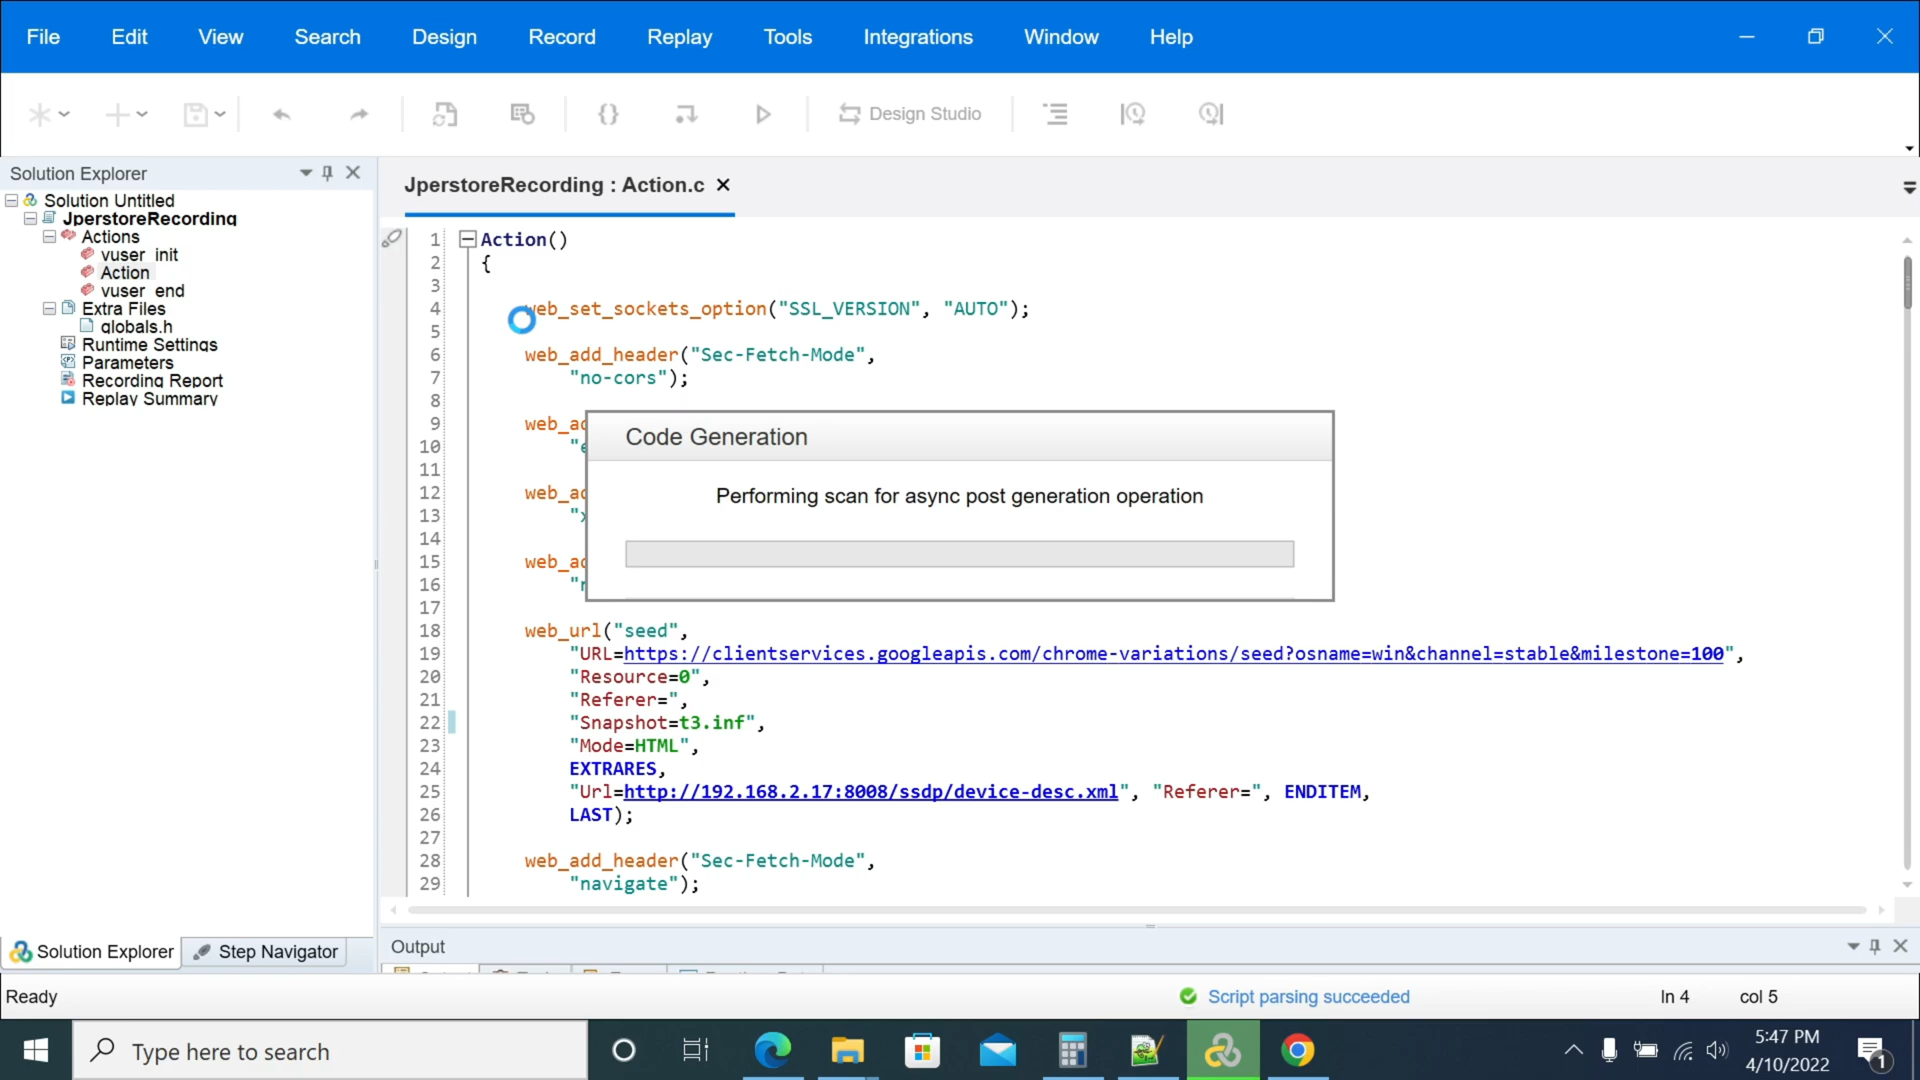 File Edit View Search Design Record Replay Tools Integrations Window Help
Design Studio
Solution Explorer
Solution Untitled
JperstoreRecording
Actions
vuser_init
Action
vuser_end
Extra Files
globals.h
Runtime Settings
Parameters
Recording Report
Replay Summary
JperstoreRecording : Action.c
1 Action()
2 {
3
4 web_set_sockets_option("SSL_VERSION", "AUTO");
5
6 web_add_header("Sec-Fetch-Mode",
7 "no-cors");
8
9 web_ad
10 "e
11
12 web_ad
13
14
15 web_ad
16
17
18 web_url("seed",
19 "URL=https://clientservices.googleapis.com/chrome-variations/seed?osname=win&channel=stable&milestone=100",
20 "Resource=0",
21 "Referer=",
22 "Snapshot=t3.inf",
23 "Mode=HTML",
24 EXTRARES,
25 "Url=http://192.168.2.17:8008/ssdp/device-desc.xml", "Referer=", ENDITEM,
26 LAST);
27
28 web_add_header("Sec-Fetch-Mode",
29 "navigate");
Code Generation
Performing scan for async post generation operation
Solution Explorer Step Navigator
Output
Ready
Script parsing succeeded
ln 4 col 5
Type here to search
5:47 PM
4/10/2022
1